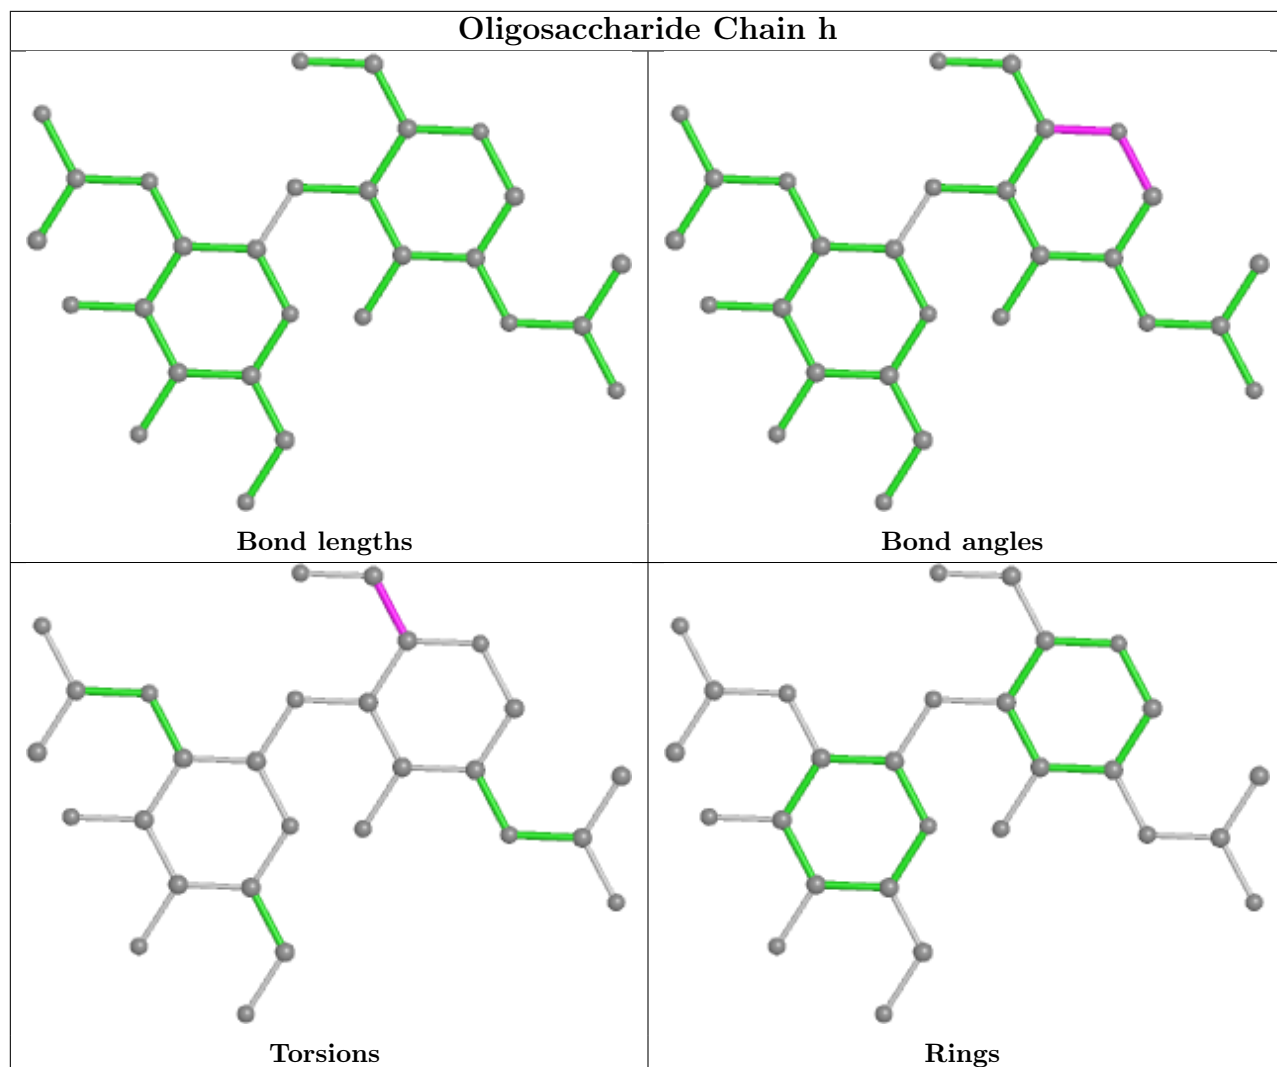 Oligosaccharide Chain h
Bond lengths
Bond angles
Torsions
Rings